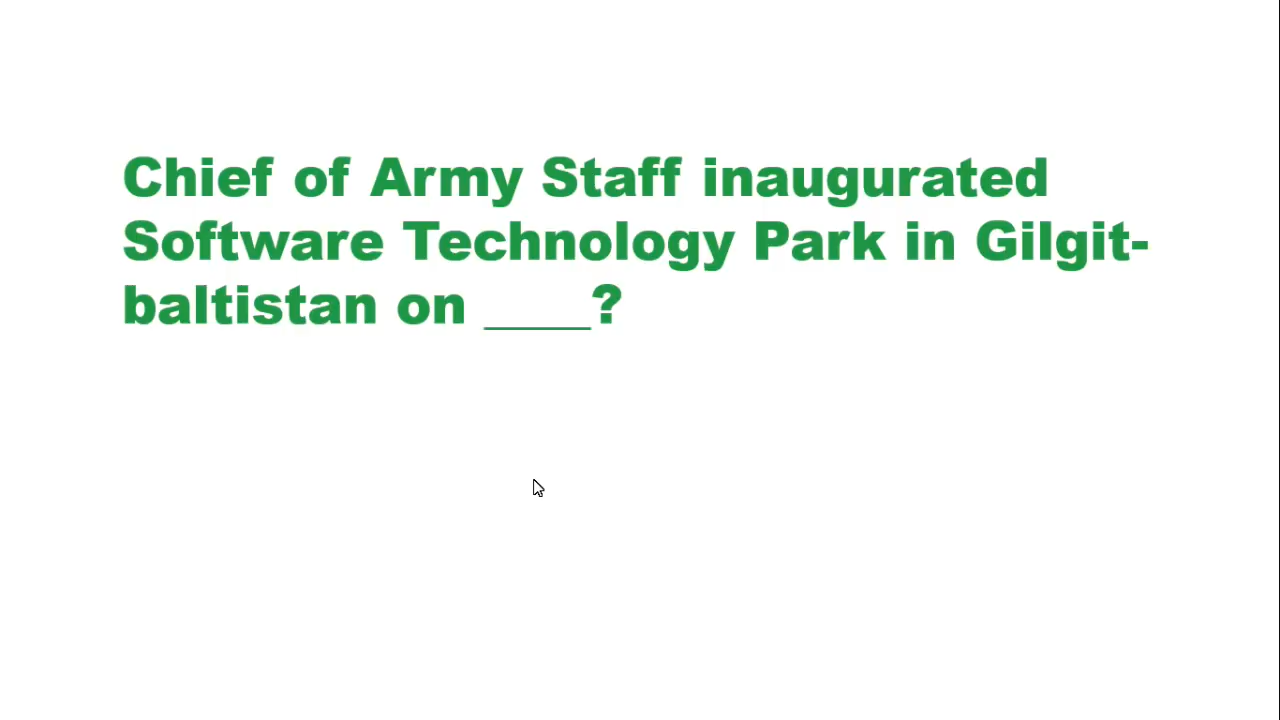 Chief of Army Staff inaugurated
Software Technology Park in Gilgit-
baltistan on ____?